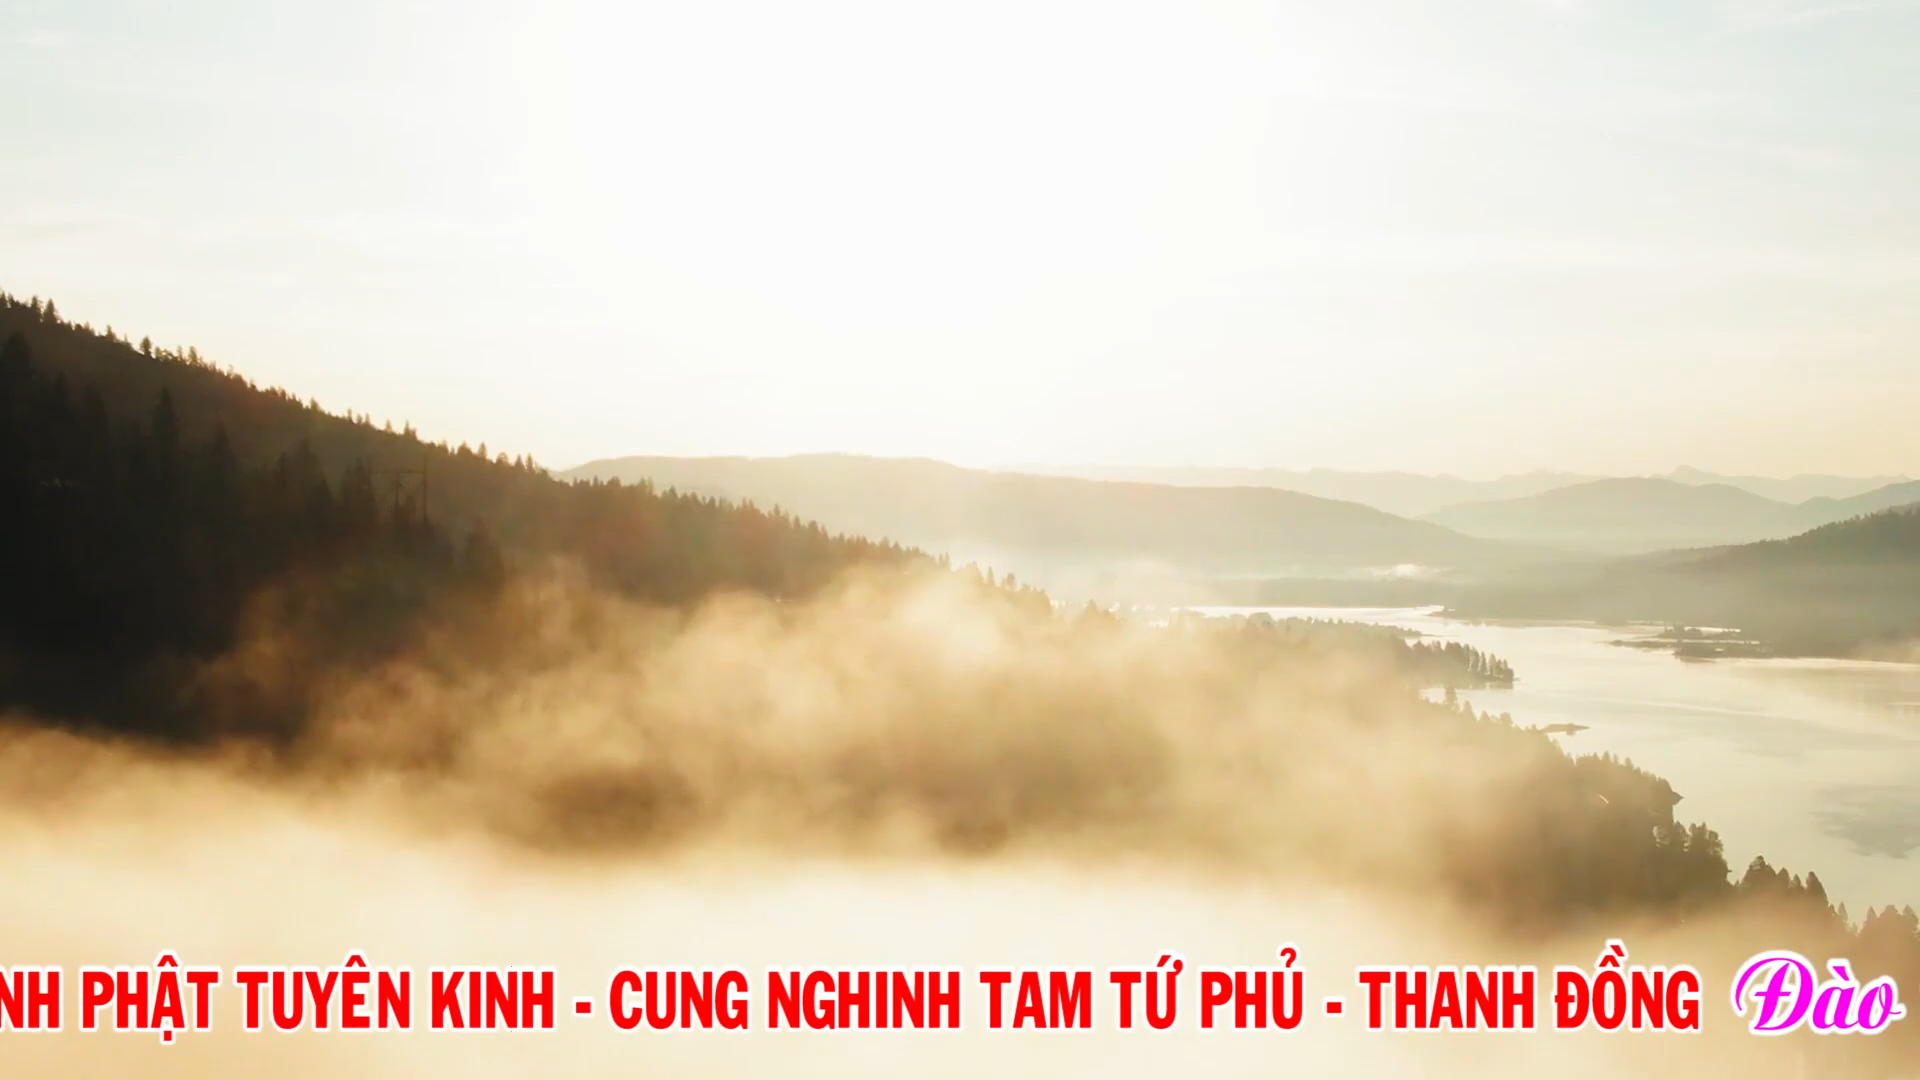 NH PHẬT TUYÊN KINH - CUNG NGHINH TAM TỨ PHỦ - THANH ĐỒNG Đào